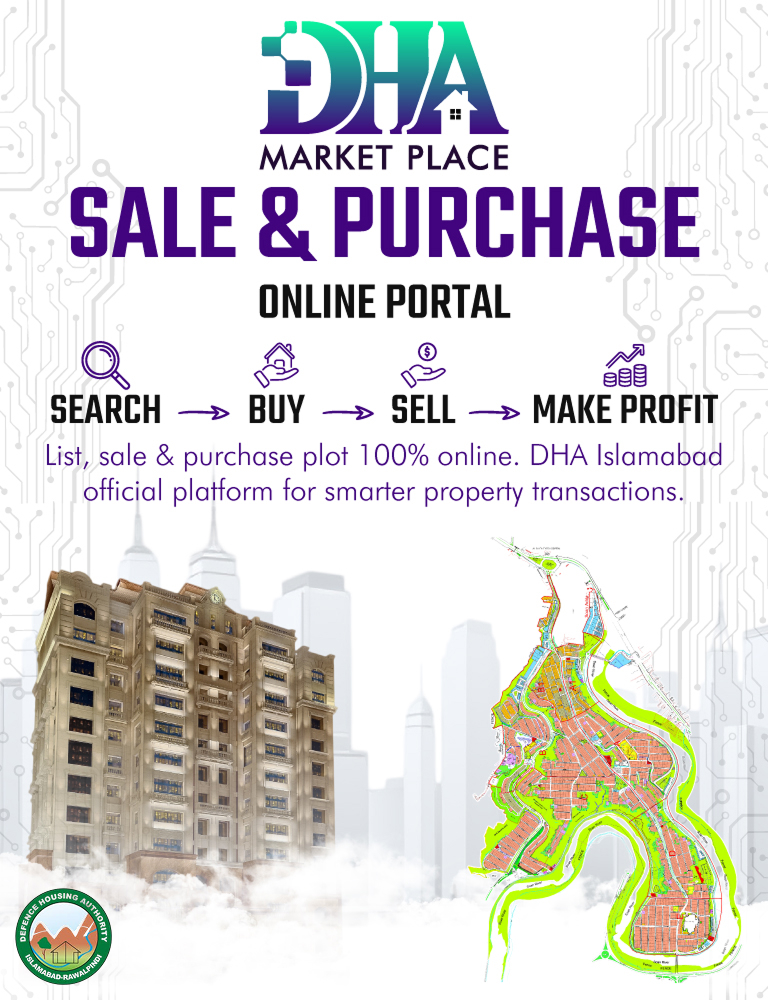 DHA
MARKET PLACE
SALE & PURCHASE
ONLINE PORTAL
SEARCH → BUY → SELL → MAKE PROFIT
List, sale & purchase plot 100% online. DHA Islamabad
official platform for smarter property transactions.
DEFENCE HOUSING AUTHORITY
ISLAMABAD-RAWALPINDI